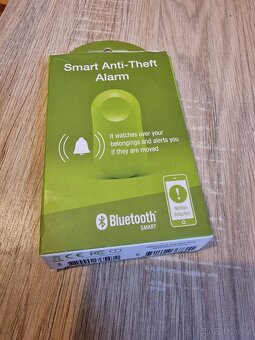 Smart Anti-Theft
Alarm
It watches over your
belongings and alerts you
if they are moved
Motion
detected
Bluetooth
SMART